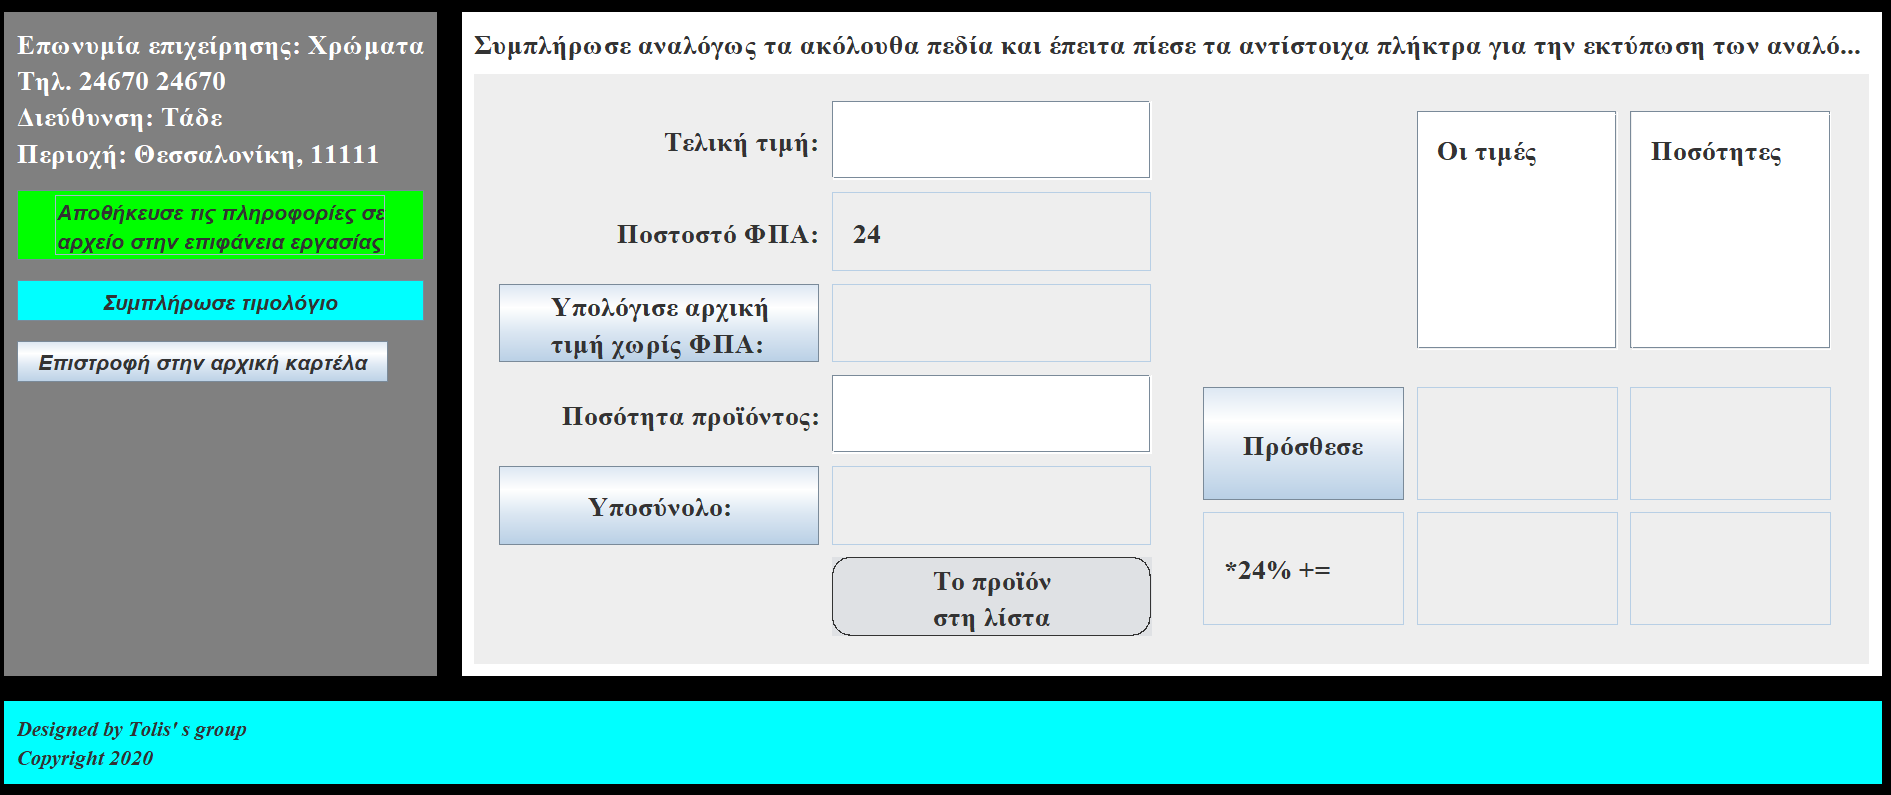 Επωνυμία επιχείρησης: Χρώματα
Τηλ. 24670 24670
Διεύθυνση: Τάδε
Περιοχή: Θεσσαλονίκη, 11111
Αποθήκευσε τις πληροφορίες σε
αρχείο στην επιφάνεια εργασίας
Συμπλήρωσε τιμολόγιο
Επιστροφή στην αρχική καρτέλα
Συμπλήρωσε αναλόγως τα ακόλουθα πεδία και έπειτα πίεσε τα αντίστοιχα πλήκτρα για την εκτύπωση των αναλό...
Τελική τιμή:
Ποστοστό ΦΠΑ: 24
Υπολόγισε αρχική
τιμή χωρίς ΦΠΑ:
Ποσότητα προϊόντος:
Υποσύνολο:
Το προϊόν
στη λίστα
Οι τιμές
Ποσότητες
Πρόσθεσε
*24% +=
Designed by Tolis' s group
Copyright 2020